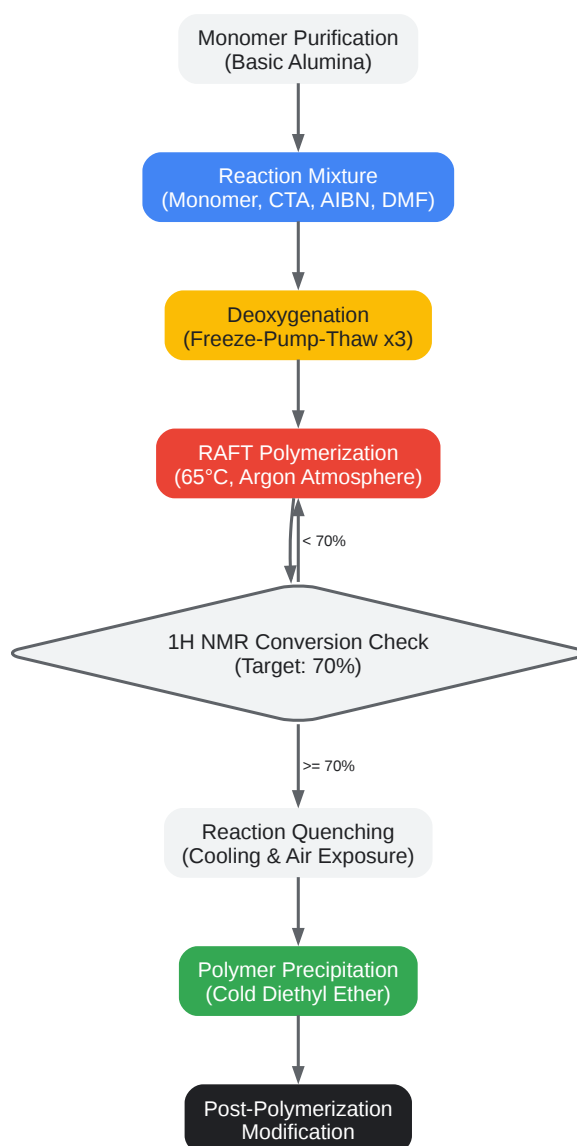 Monomer Purification
(Basic Alumina)
Reaction Mixture
(Monomer, CTA, AIBN, DMF)
Deoxygenation
(Freeze-Pump-Thaw x3)
RAFT Polymerization
(65°C, Argon Atmosphere)
< 70%
1H NMR Conversion Check
(Target: 70%)
>= 70%
Reaction Quenching
(Cooling & Air Exposure)
Polymer Precipitation
(Cold Diethyl Ether)
Post-Polymerization
Modification